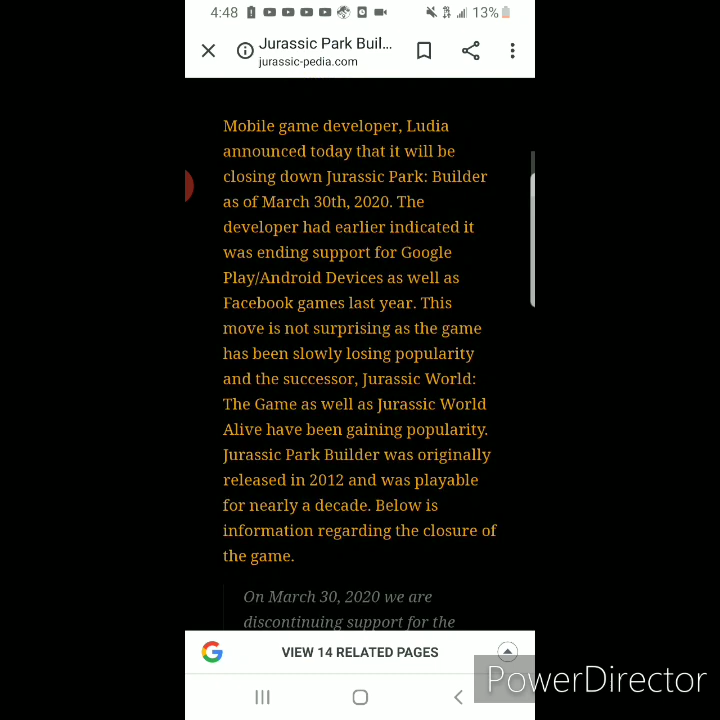 4:48 13%
Jurassic Park Buil...
jurassic-pedia.com
Mobile game developer, Ludia
announced today that it will be
closing down Jurassic Park: Builder
as of March 30th, 2020. The
developer had earlier indicated it
was ending support for Google
Play/Android Devices as well as
Facebook games last year. This
move is not surprising as the game
has been slowly losing popularity
and the successor, Jurassic World:
The Game as well as Jurassic World
Alive have been gaining popularity.
Jurassic Park Builder was originally
released in 2012 and was playable
for nearly a decade. Below is
information regarding the closure of
the game.
On March 30, 2020 we are
discontinuing support for the
VIEW 14 RELATED PAGES
PowerDirector